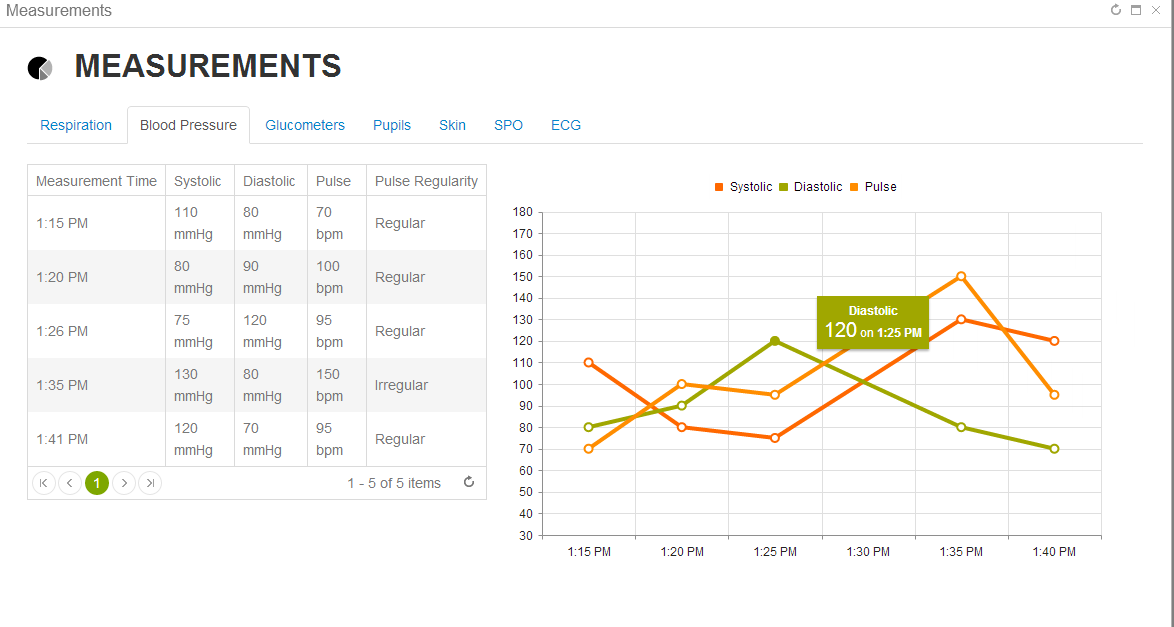 Measurements
MEASUREMENTS
Respiration Blood Pressure Glucometers Pupils Skin SPO ECG
Measurement Time Systolic Diastolic Pulse Pulse Regularity
1:15 PM 110 mmHg 80 mmHg 70 bpm Regular
1:20 PM 80 mmHg 90 mmHg 100 bpm Regular
1:26 PM 75 mmHg 120 mmHg 95 bpm Regular
1:35 PM 130 mmHg 80 mmHg 150 bpm Irregular
1:41 PM 120 mmHg 70 mmHg 95 bpm Regular
1 1 - 5 of 5 items
Systolic Diastolic Pulse
180
170
160
150
140
130
120
110
100
90
80
70
60
50
40
30
Diastolic
120 on 1:25 PM
1:15 PM 1:20 PM 1:25 PM 1:30 PM 1:35 PM 1:40 PM